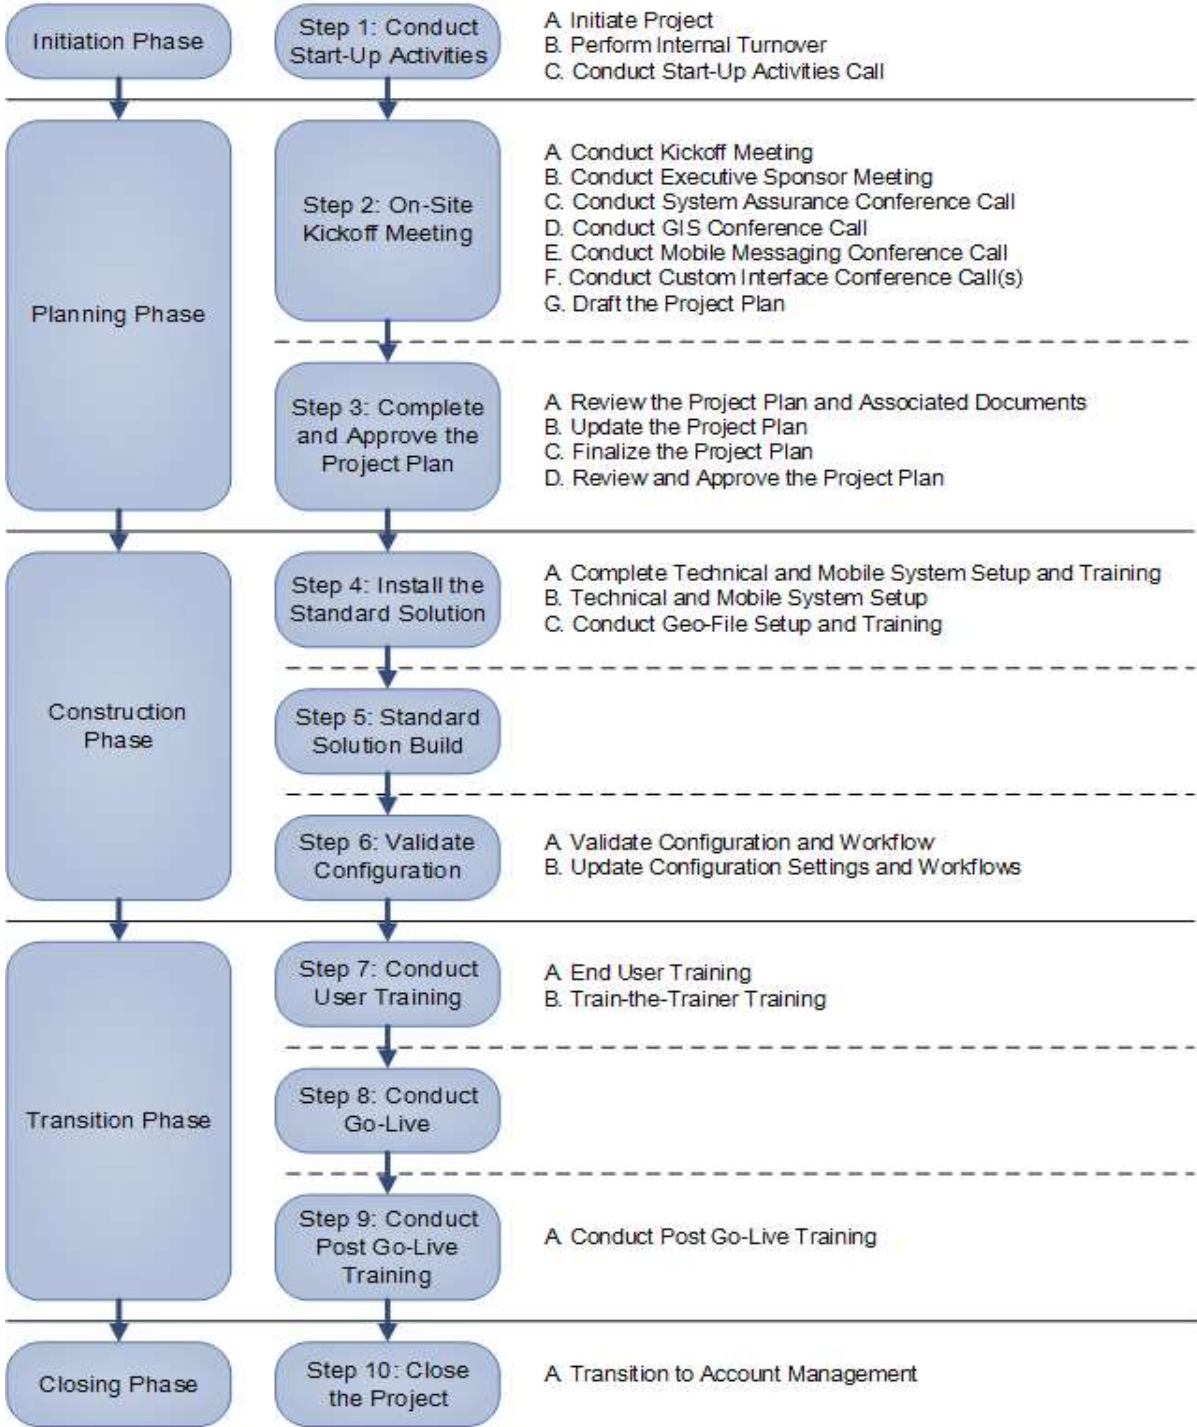 Initiation Phase
Step 1: Conduct
Start-Up Activities
A. Initiate Project
B. Perform Internal Turnover
C. Conduct Start-Up Activities Call
Planning Phase
Step 2: On-Site
Kickoff Meeting
A. Conduct Kickoff Meeting
B. Conduct Executive Sponsor Meeting
C. Conduct System Assurance Conference Call
D. Conduct GIS Conference Call
E. Conduct Mobile Messaging Conference Call
F. Conduct Custom Interface Conference Call(s)
G. Draft the Project Plan
Step 3: Complete
and Approve the
Project Plan
A. Review the Project Plan and Associated Documents
B. Update the Project Plan
C. Finalize the Project Plan
D. Review and Approve the Project Plan
Construction
Phase
Step 4: Install the
Standard Solution
A. Complete Technical and Mobile System Setup and Training
B. Technical and Mobile System Setup
C. Conduct Geo-File Setup and Training
Step 5: Standard
Solution Build
Step 6: Validate
Configuration
A. Validate Configuration and Workflow
B. Update Configuration Settings and Workflows
Transition Phase
Step 7: Conduct
User Training
A. End User Training
B. Train-the-Trainer Training
Step 8: Conduct
Go-Live
Step 9: Conduct
Post Go-Live
Training
A. Conduct Post Go-Live Training
Closing Phase
Step 10: Close
the Project
A. Transition to Account Management